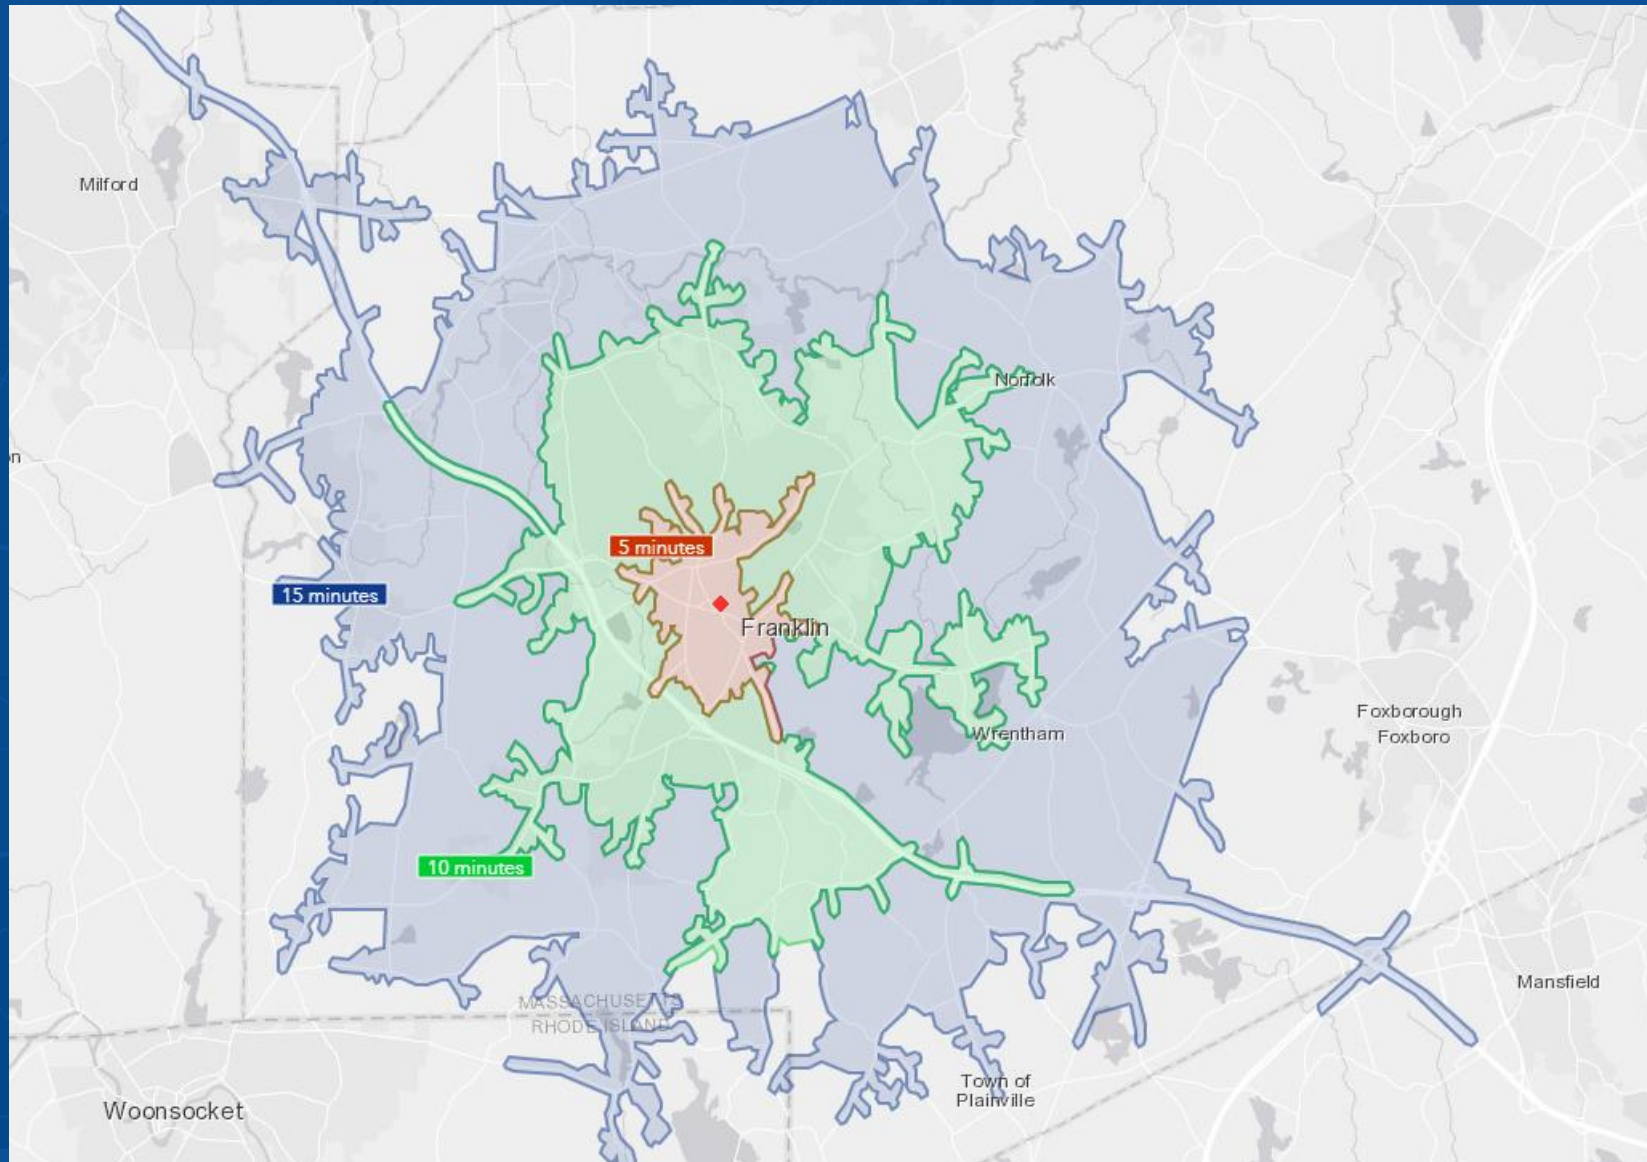 Milford
Norfolk
on
5 minutes
15 minutes
Franklin
Foxborough
Foxboro
Wrentham
10 minutes
Mansfield
MASSACHUSETTS
RHODE ISLAND
Town of
Plainville
Woonsocket